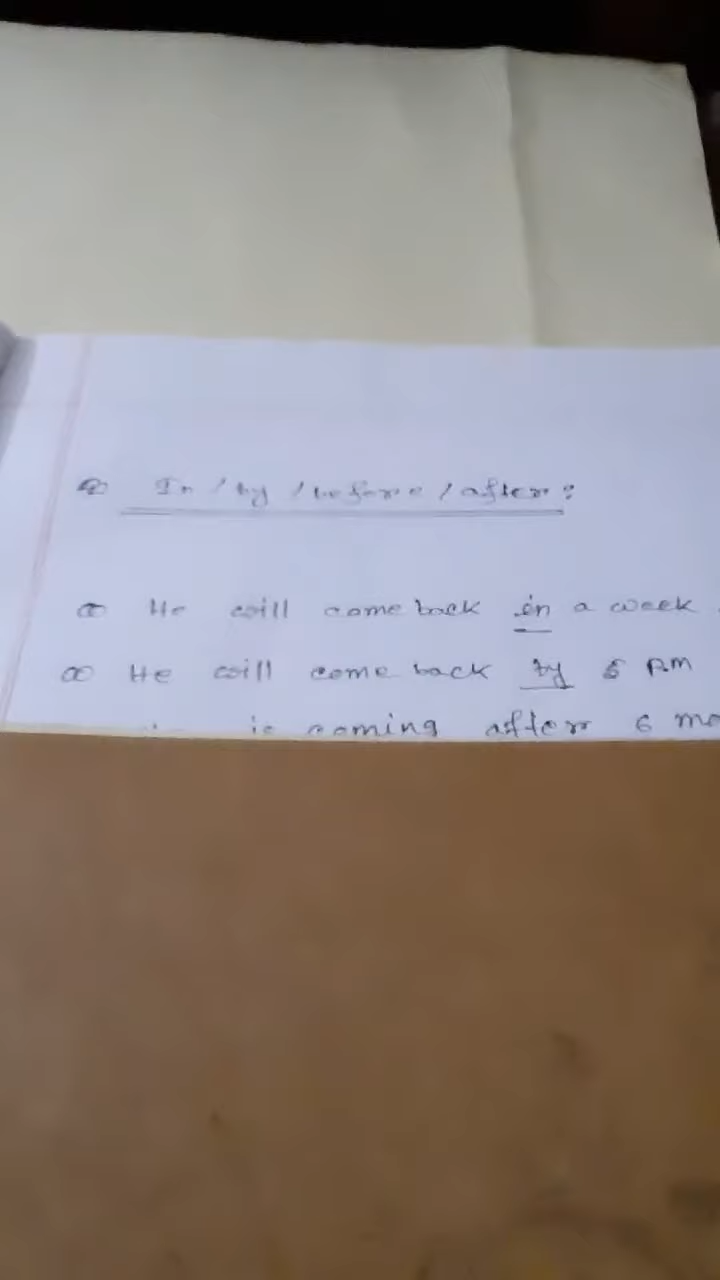 In / by / before / after :
He will come back in a week
He will come back by 5 PM
is coming after 6